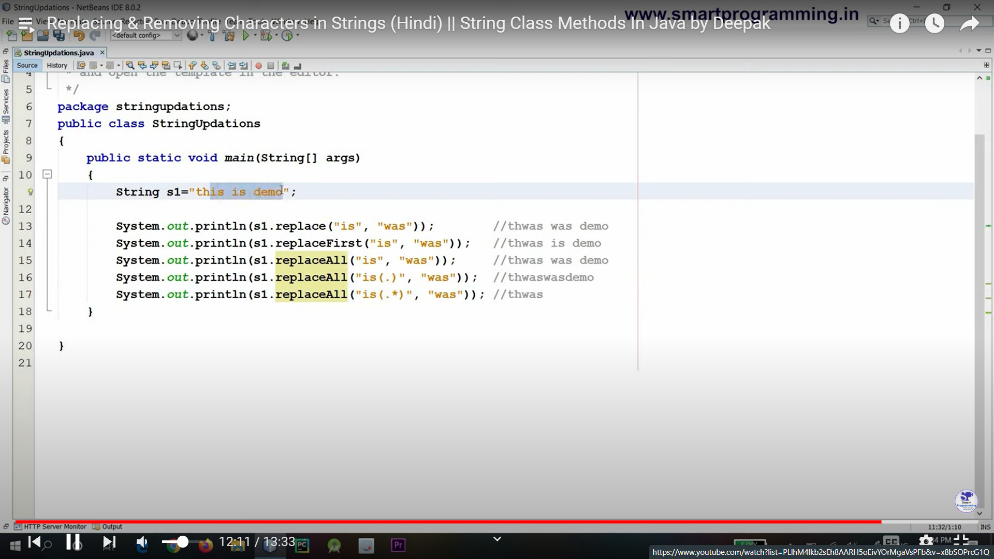 StringUpdations.java - NetBeans IDE 8.0.2
www.smartprogramming.in
Replacing & Removing Characters in Strings (Hindi) || String Class Methods In Java by Deepak
<default config>
StringUpdations.java
Source History
Files
Services
Projects
Navigator
4 * and open the template in the editor.
5 */
6 package stringupdations;
7 public class StringUpdations
8 {
9 public static void main(String[] args)
10 {
String s1="this is demo";
12
13 System.out.println(s1.replace("is", "was")); //thwas was demo
14 System.out.println(s1.replaceFirst("is", "was")); //thwas is demo
15 System.out.println(s1.replaceAll("is", "was")); //thwas was demo
16 System.out.println(s1.replaceAll("is(.)", "was")); //thwaswasdemo
17 System.out.println(s1.replaceAll("is(.*)", "was")); //thwas
18 }
19
20 }
21
HTTP Server Monitor Output
11:32/1:10 INS
12:11 / 13:33
https://www.youtube.com/watch?list=PLlhM4lkb2sDh8AARH5oCivVYOrMgaVFPh&v=x8bSOPrcG10